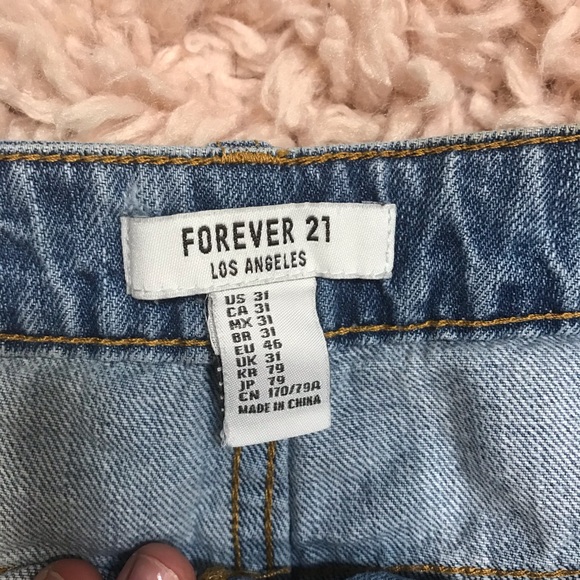 FOREVER 21
LOS ANGELES
US 31
CA 31
MX 31
BR 31
EU 46
UK 31
KR 79
JP 79
CN 170/79A
MADE IN CHINA